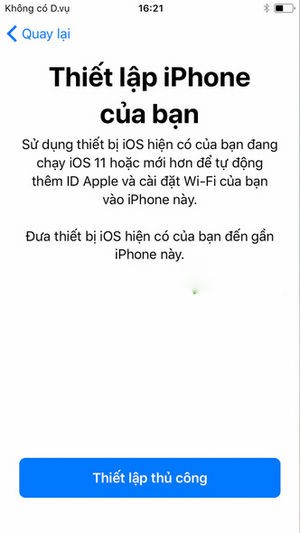 Không có D.vụ 16:21
Quay lại
Thiết lập iPhone
của bạn
Sử dụng thiết bị iOS hiện có của bạn đang
chạy iOS 11 hoặc mới hơn để tự động
thêm ID Apple và cài đặt Wi-Fi của bạn
vào iPhone này.
Đưa thiết bị iOS hiện có của bạn đến gần
iPhone này.
Thiết lập thủ công